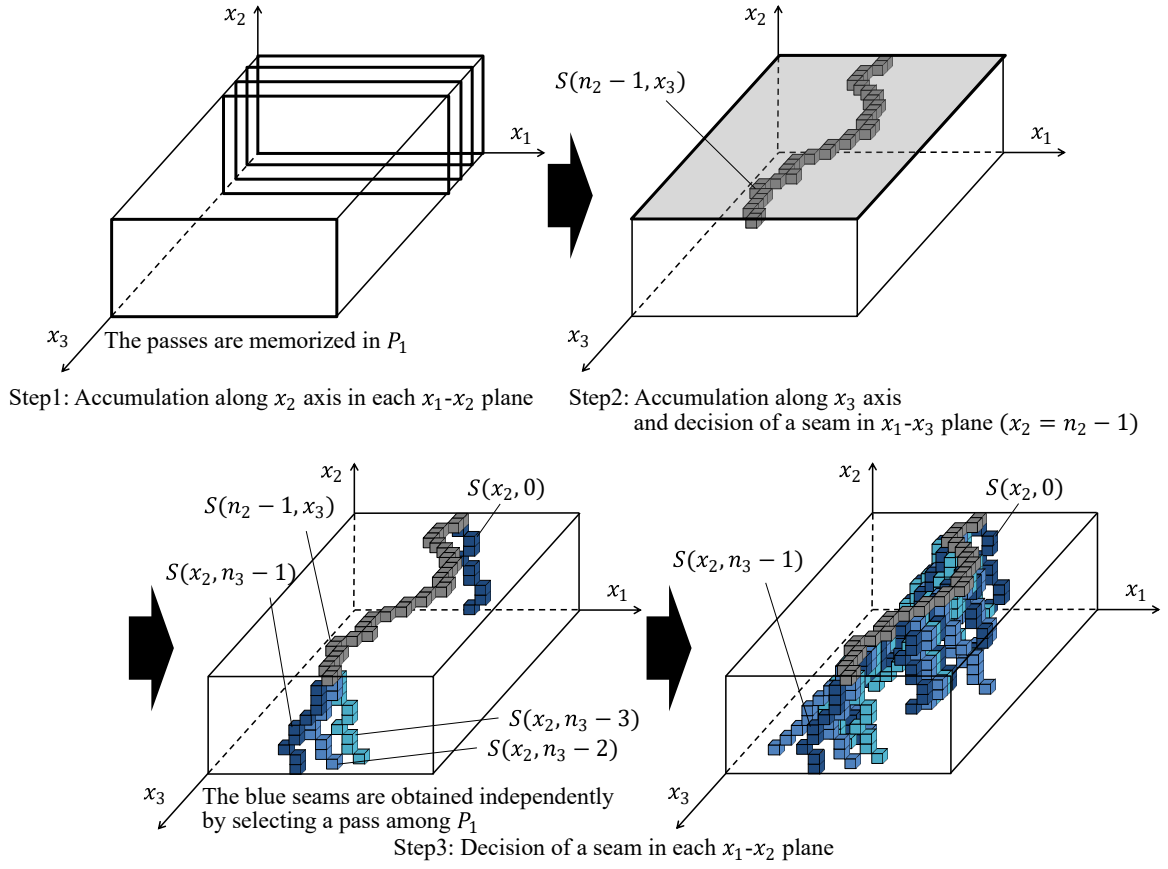 x₂
x₁
x₃
The passes are memorized in P₁
Step1: Accumulation along x₂ axis in each x₁-x₂ plane
x₂
S(n₂ − 1, x₃)
x₁
x₃
Step2: Accumulation along x₃ axis
and decision of a seam in x₁-x₃ plane (x₂ = n₂ − 1)
x₂
S(x₂, 0)
S(n₂ − 1, x₃)
S(x₂, n₃ − 1)
x₁
S(x₂, n₃ − 3)
S(x₂, n₃ − 2)
x₃
The blue seams are obtained independently
by selecting a pass among P₁
x₂
S(x₂, 0)
S(x₂, n₃ − 1)
x₁
x₃
Step3: Decision of a seam in each x₁-x₂ plane